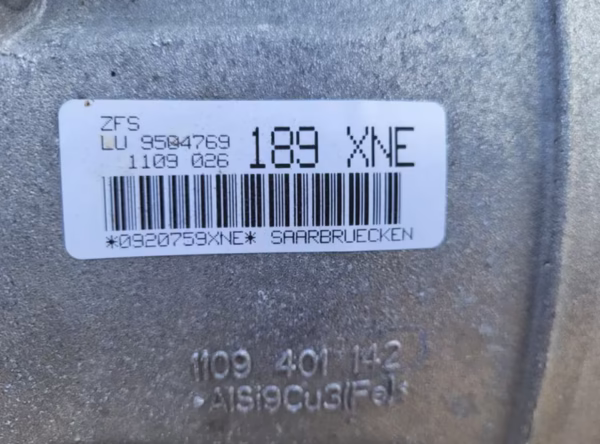 ZFS
LU 9504769
1109 026
189 XNE
*0920759XNE* SAARBRUECKEN
1109 401 142
AlSi9Cu3(Fe)